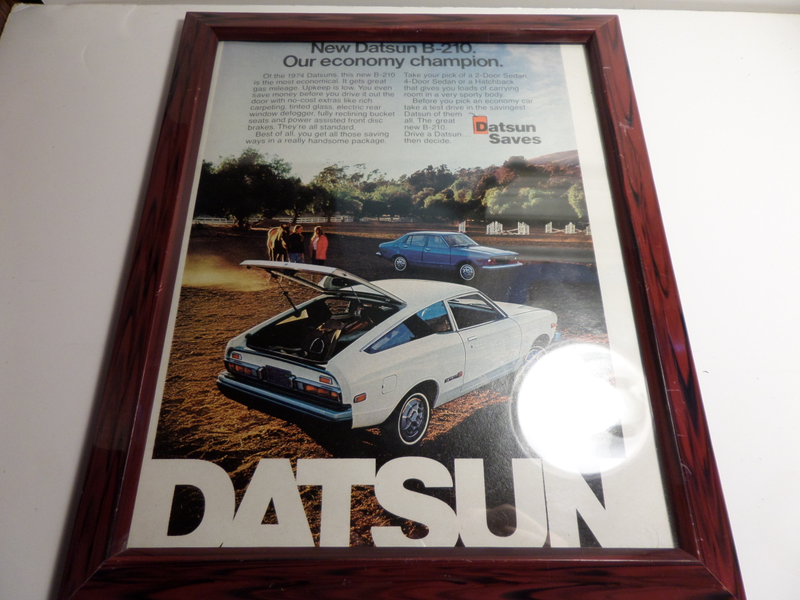 New Datsun B-210.
Our economy champion.
Of the 1974 Datsuns, this new B-210
is the most economical. It gets great
gas mileage. Upkeep is low. You even
save money before you drive it out the
door with no-cost extras like rich
carpeting, tinted glass, electric rear
window defogger, fully reclining bucket
seats and power assisted front disc
brakes. They're all standard.
Best of all, you get all those saving
ways in a really handsome package.
Take your pick of a 2-Door Sedan,
4-Door Sedan or a Hatchback
that gives you loads of carrying
room in a very sporty body.
Before you pick an economy car
take a test drive in the savingest
Datsun of them
all. The great
new B-210.
Drive a Datsun...
then decide.
Datsun
Saves
DATSUN